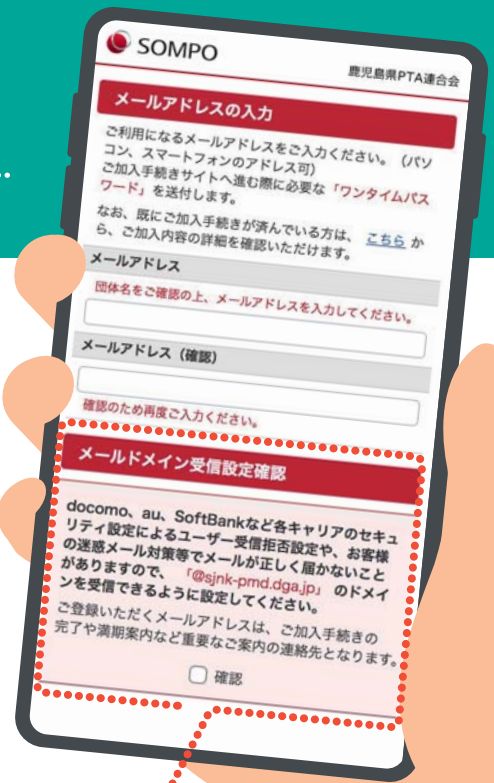 SOMPO
鹿児島県PTA連合会
メールアドレスの入力
ご利用になるメールアドレスをご入力ください。（パソ
コン、スマートフォンのアドレス可）
ご加入手続きサイトへ進む際に必要な「ワンタイムパス
ワード」を送付します。
なお、既にご加入手続きが済んでいる方は、 こちら か
ら、ご加入内容の詳細を確認いただけます。
メールアドレス
団体名をご確認の上、メールアドレスを入力してください。
メールアドレス（確認）
確認のため再度ご入力ください。
メールドメイン受信設定確認
docomo、au、SoftBankなど各キャリアのセキュ
リティ設定によるユーザー受信拒否設定や、お客様
の迷惑メール対策等でメールが正しく届かないこと
がありますので、「@sjnk-pmd.dga.jp」のドメイ
ンを受信できるように設定してください。
ご登録いただくメールアドレスは、ご加入手続きの
完了や満期案内など重要なご案内の連絡先となります。
確認